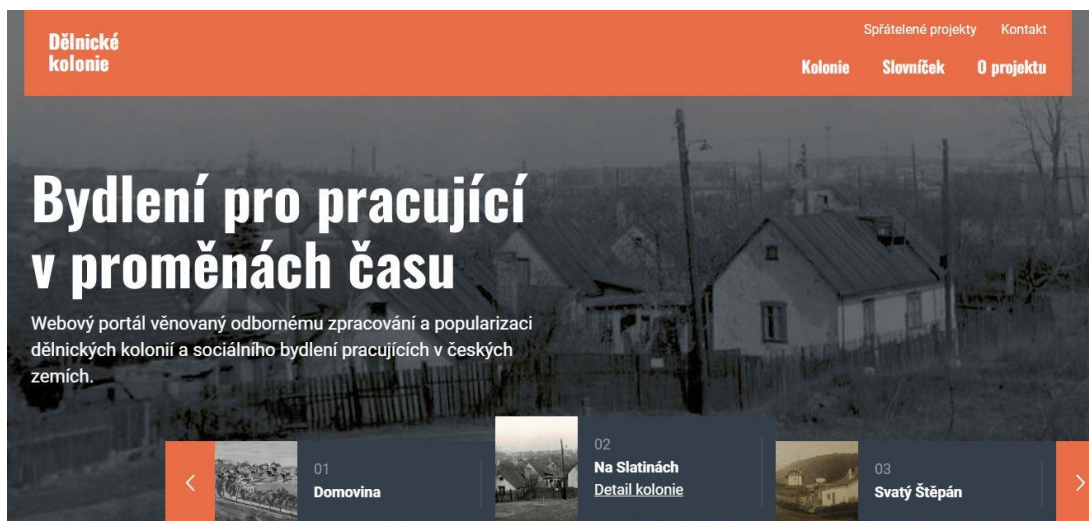 Dělnické
kolonie
Spřátelené projekty Kontakt
Kolonie Slovníček O projektu
Bydlení pro pracující
v proměnách času
Webový portál věnovaný odbornému zpracování a popularizaci
dělnických kolonií a sociálního bydlení pracujících v českých
zemích.
01
Domovina
02
Na Slatinách
Detail kolonie
03
Svatý Štěpán